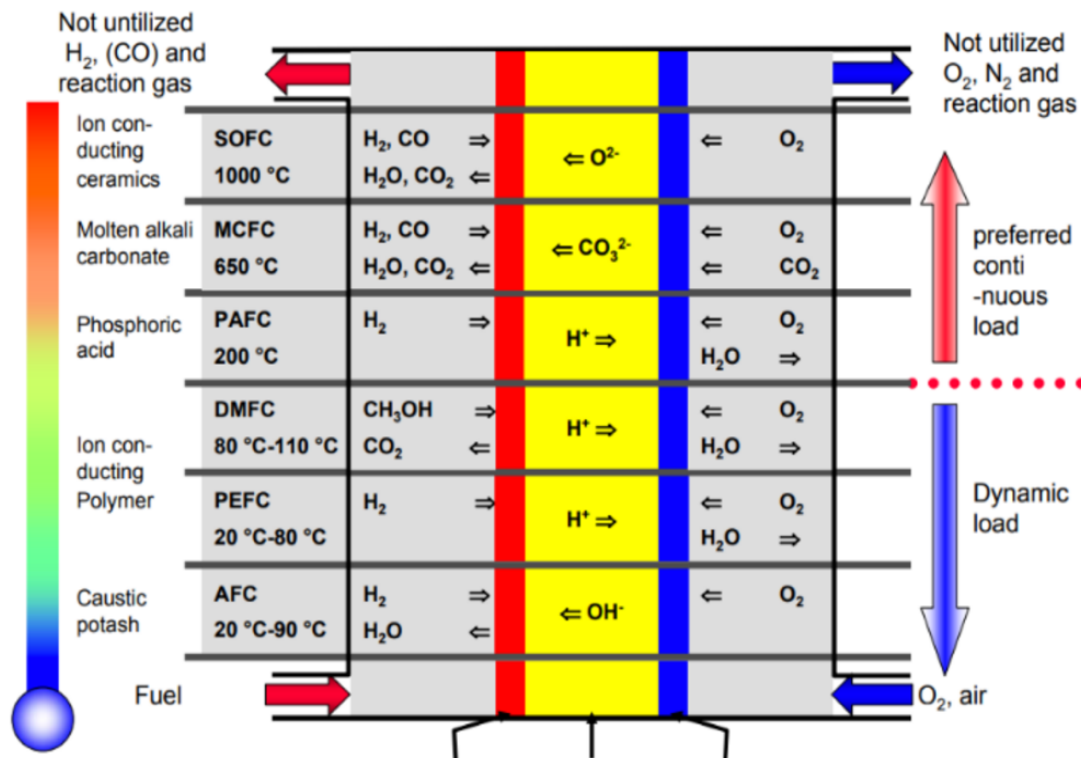 Not untilized
H₂, (CO) and
reaction gas
Not utilized
O₂, N₂ and
reaction gas
Ion con-
ducting
ceramics
SOFC
1000 °C
H₂, CO ⇒
H₂O, CO₂ ⇐
⇐ O²⁻
⇐ O₂
Molten alkali
carbonate
MCFC
650 °C
H₂, CO ⇒
H₂O, CO₂ ⇐
⇐ CO₃²⁻
⇐ O₂
⇐ CO₂
preferred
conti
-nuous
load
Phosphoric
acid
PAFC
200 °C
H₂ ⇒
H⁺ ⇒
⇐ O₂
H₂O ⇒
Ion con-
ducting
Polymer
DMFC
80 °C-110 °C
CH₃OH ⇒
CO₂ ⇐
H⁺ ⇒
⇐ O₂
H₂O ⇒
PEFC
20 °C-80 °C
H₂ ⇒
H⁺ ⇒
⇐ O₂
H₂O ⇒
Dynamic
load
Caustic
potash
AFC
20 °C-90 °C
H₂ ⇒
H₂O ⇐
⇐ OH⁻
⇐ O₂
Fuel
O₂, air